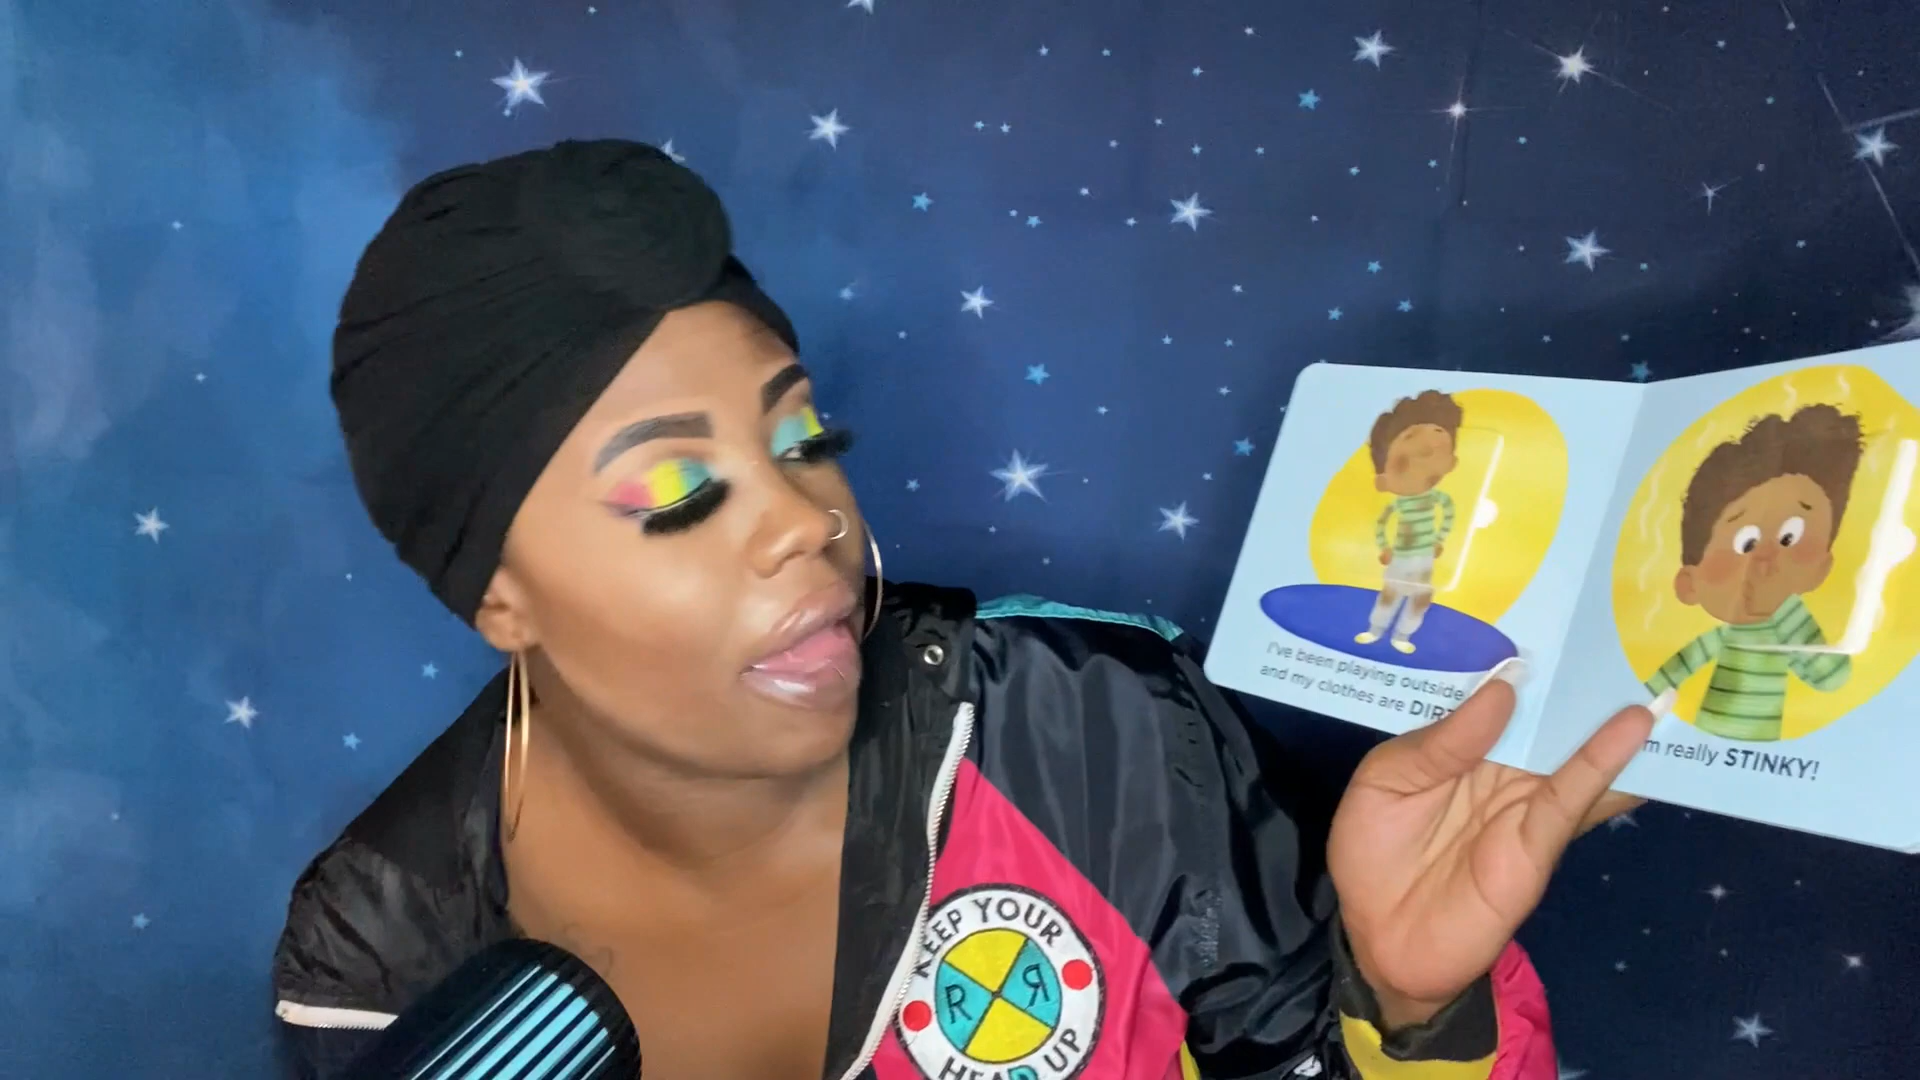 I've been playing outside
and my clothes are
really STINKY!
KEEP YOUR
R R
HEAD UP